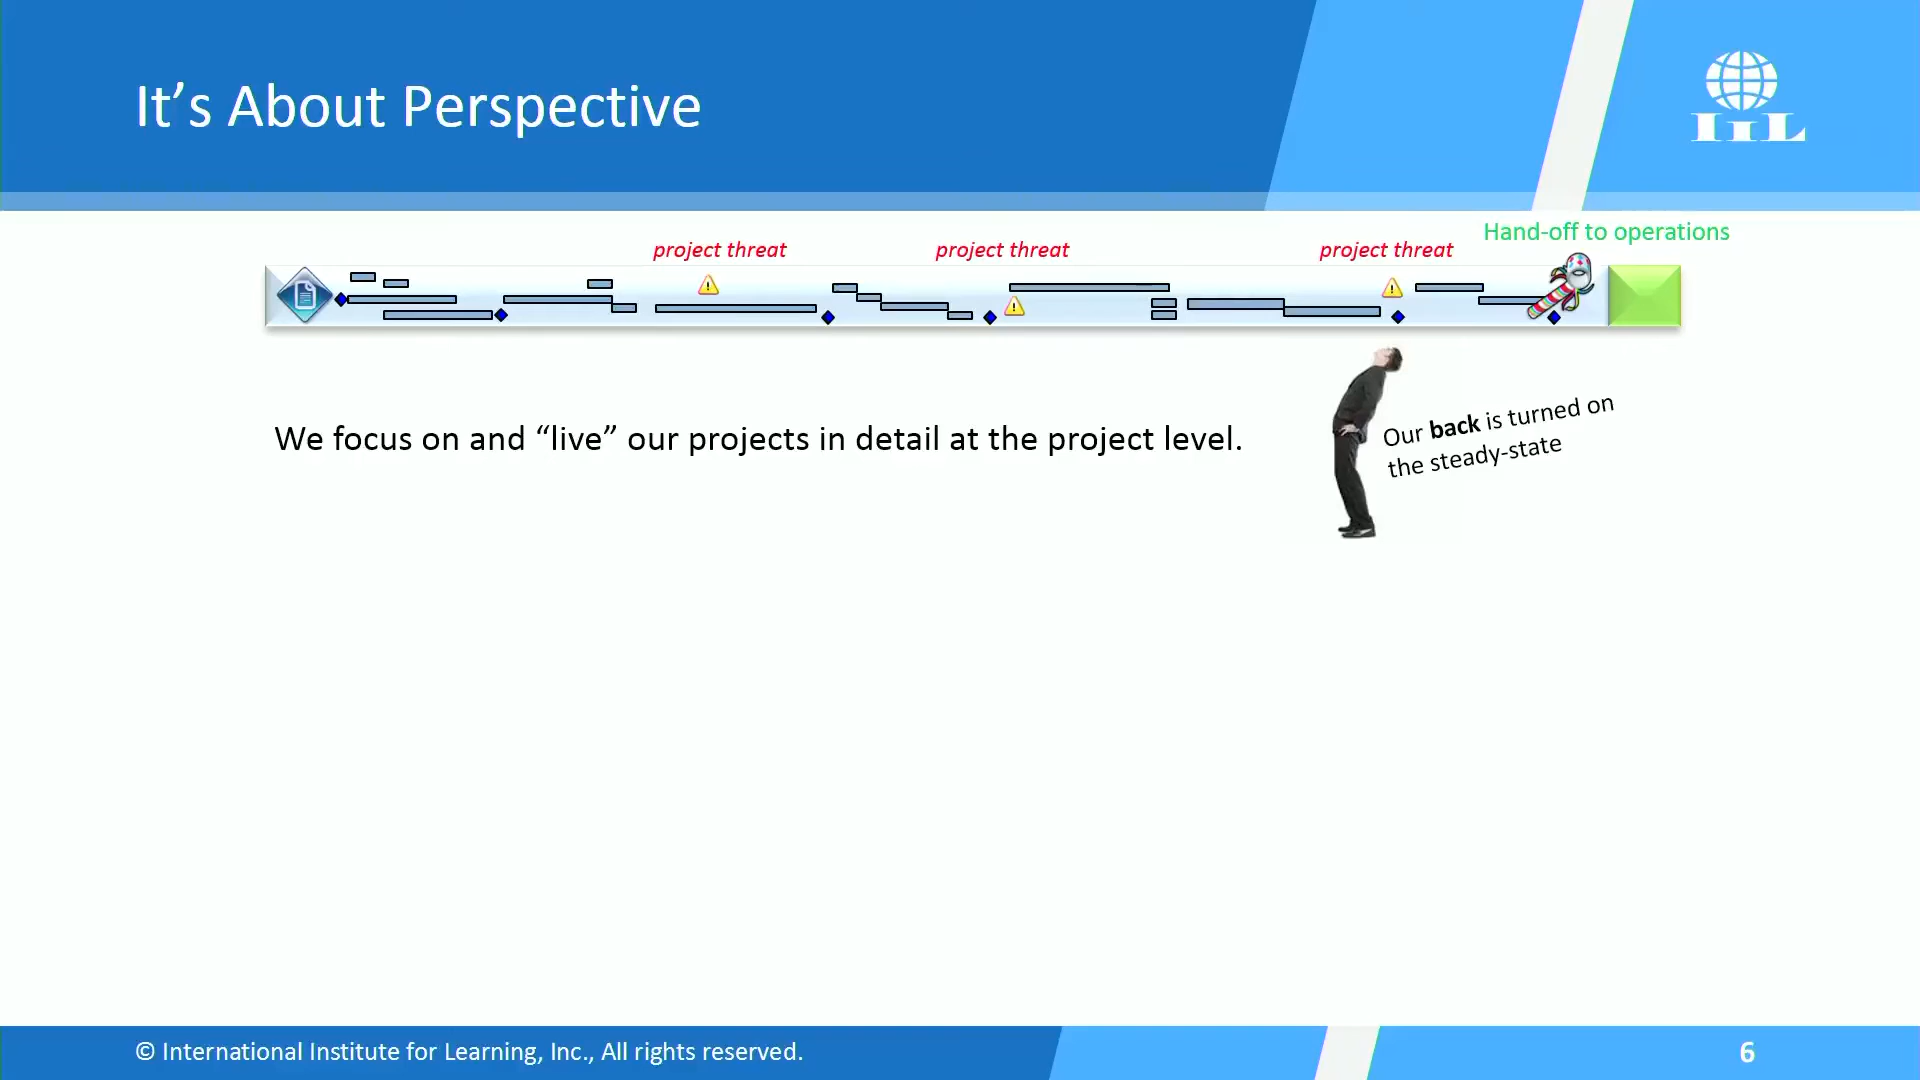 It’s About Perspective
IIL
Hand-off to operations
project threat
project threat
project threat
We focus on and “live” our projects in detail at the project level.
Our back is turned on
the steady-state
© International Institute for Learning, Inc., All rights reserved.
6